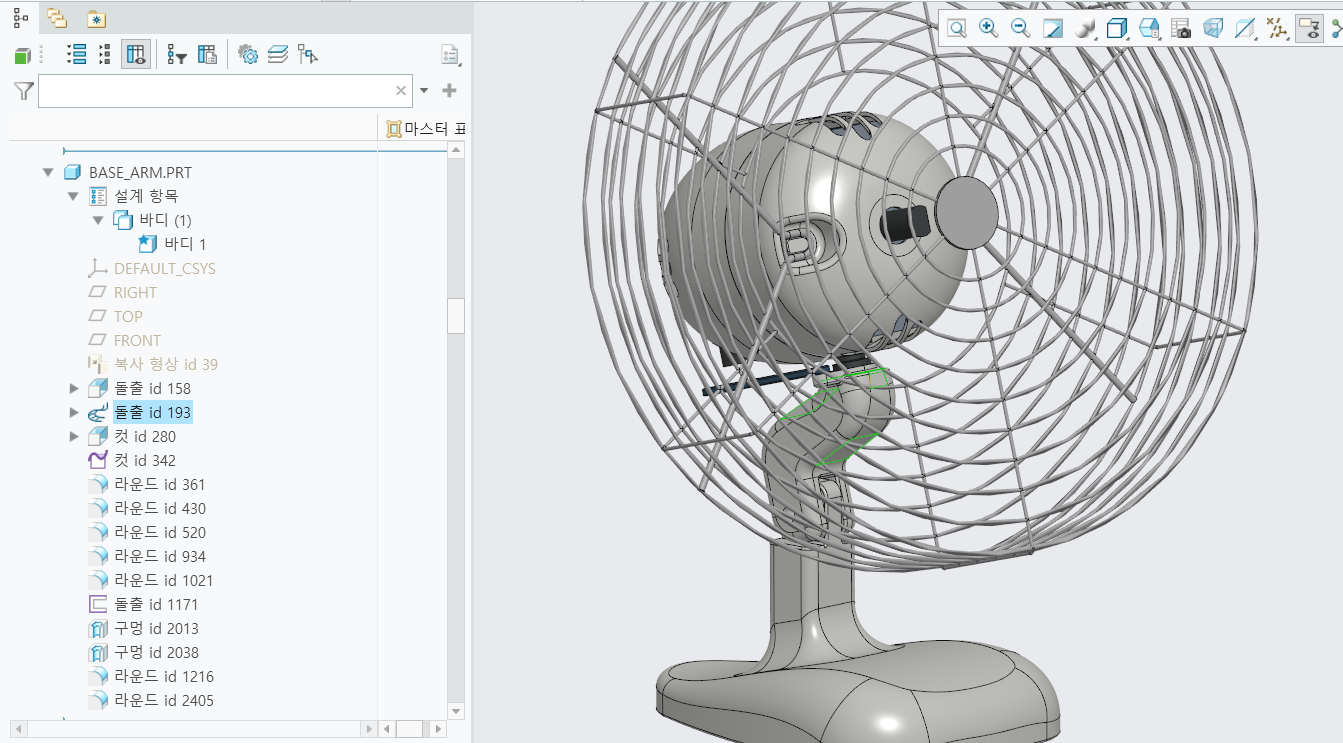 마스터 표
BASE_ARM.PRT
설계 항목
바디 (1)
바디 1
DEFAULT_CSYS
RIGHT
TOP
FRONT
복사 형상 id 39
돌출 id 158
돌출 id 193
컷 id 280
컷 id 342
라운드 id 361
라운드 id 430
라운드 id 520
라운드 id 934
라운드 id 1021
돌출 id 1171
구멍 id 2013
구멍 id 2038
라운드 id 1216
라운드 id 2405